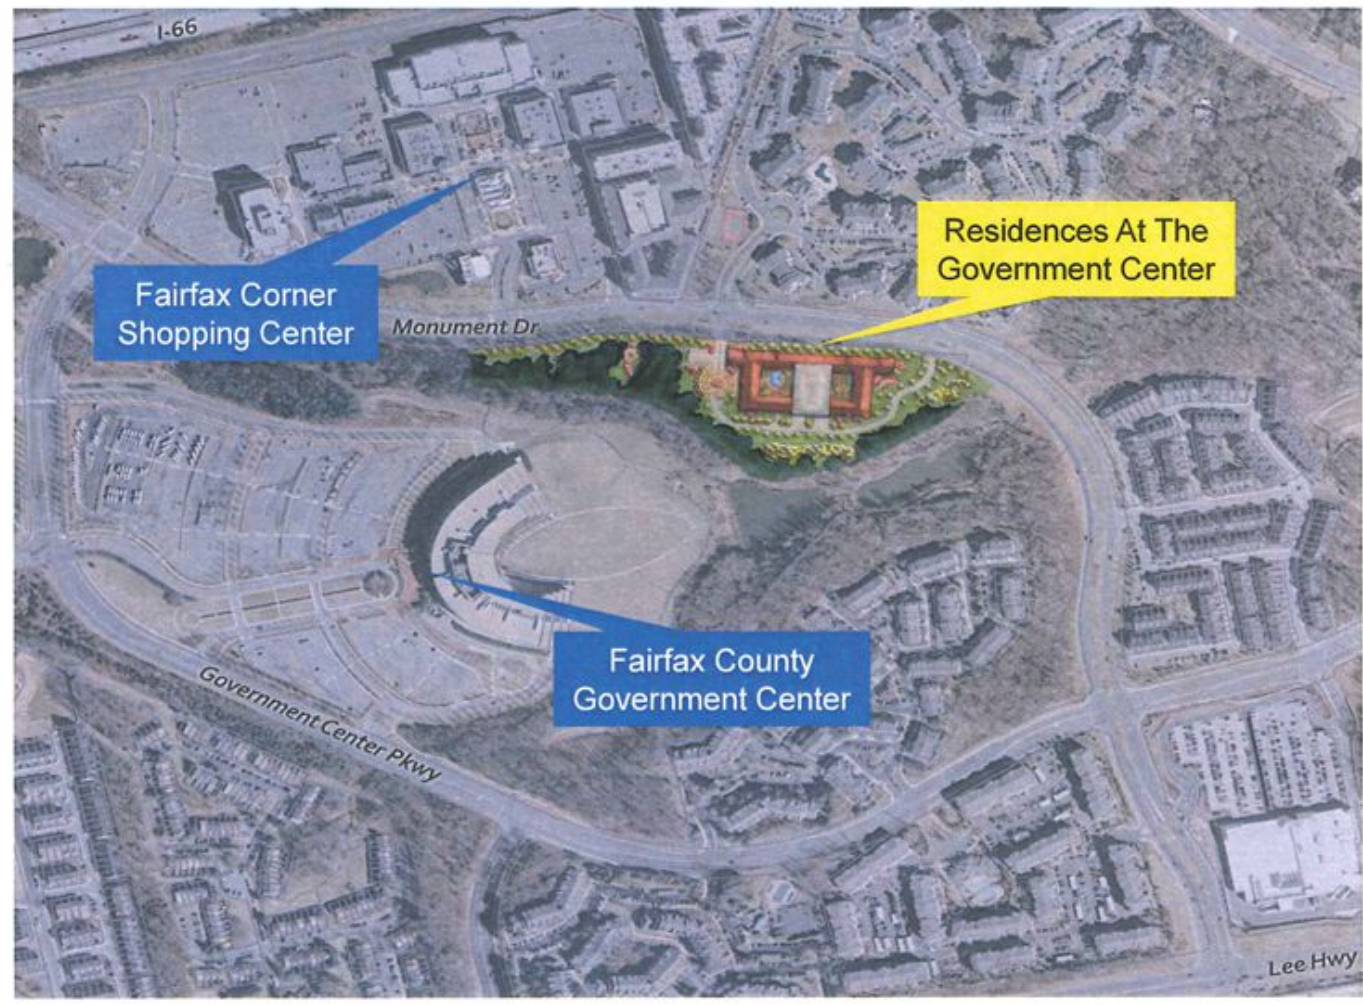 I-66
Residences At The
Government Center
Fairfax Corner
Shopping Center
Monument Dr
Fairfax County
Government Center
Government Center Pkwy
Lee Hwy